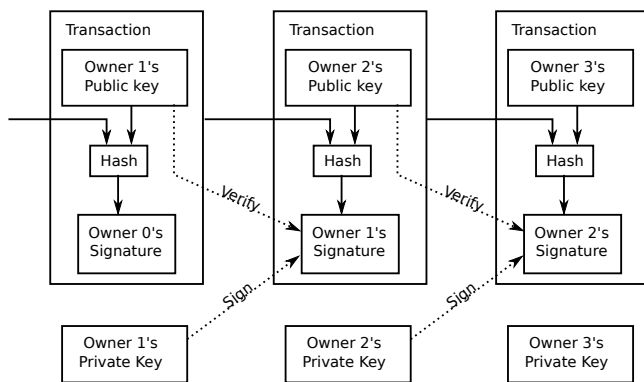 Transaction
Owner 1's
Public key
Hash
Owner 0's
Signature
Transaction
Owner 2's
Public key
Hash
Verify
Owner 1's
Signature
Sign
Transaction
Owner 3's
Public key
Hash
Verify
Owner 2's
Signature
Sign
Owner 1's
Private Key
Owner 2's
Private Key
Owner 3's
Private Key